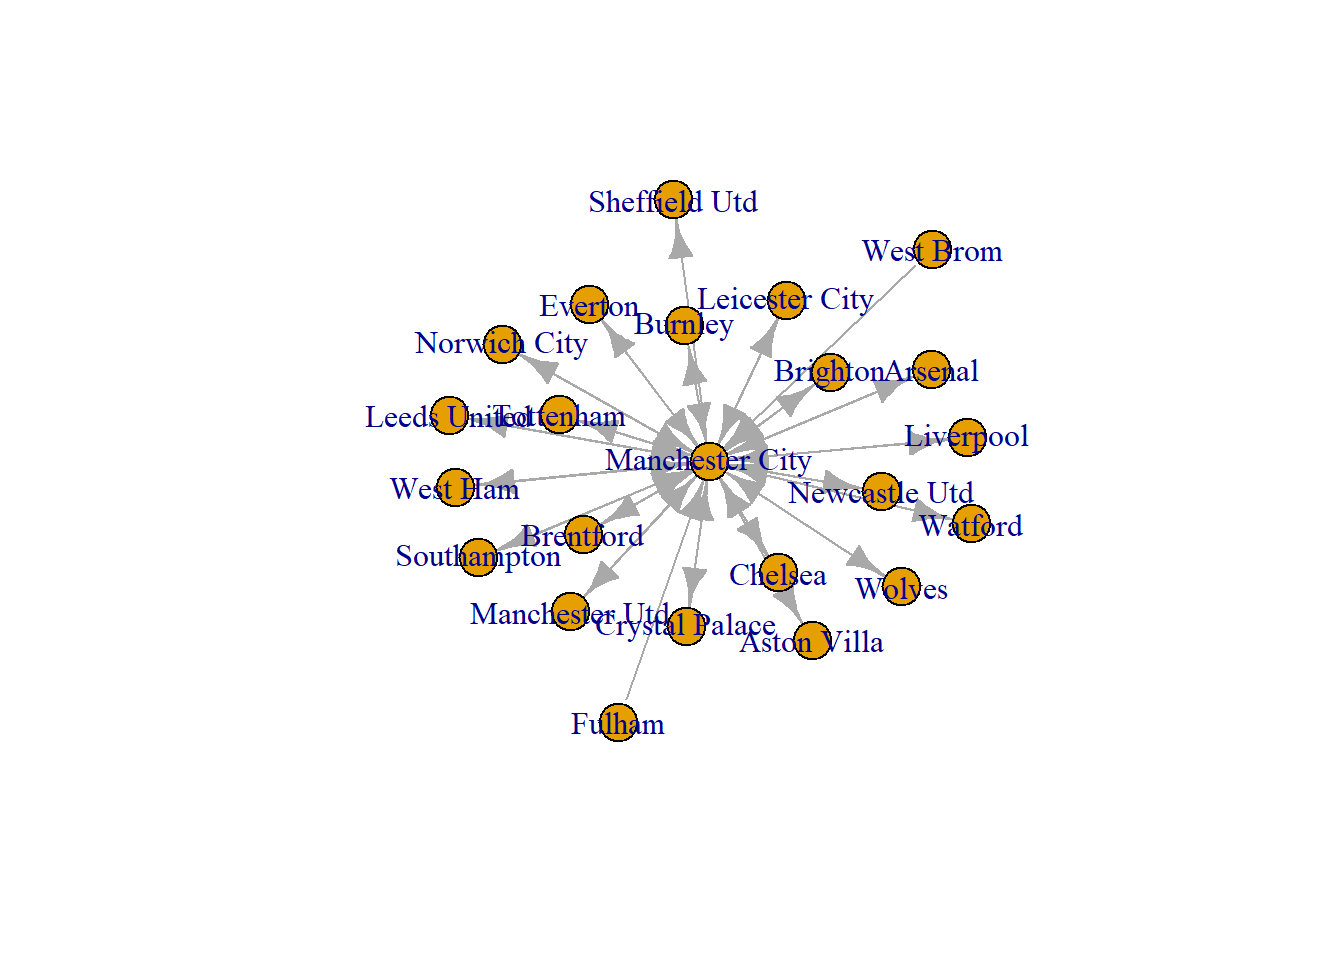 Sheffield Utd
West Brom
Leicester City
Everton
Burnley
Norwich City
Brighton
Arsenal
Leeds United
Tottenham
Liverpool
Manchester City
West Ham
Newcastle Utd
Watford
Brentford
Southampton
Chelsea
Wolves
Manchester Utd
Crystal Palace
Aston Villa
Fulham